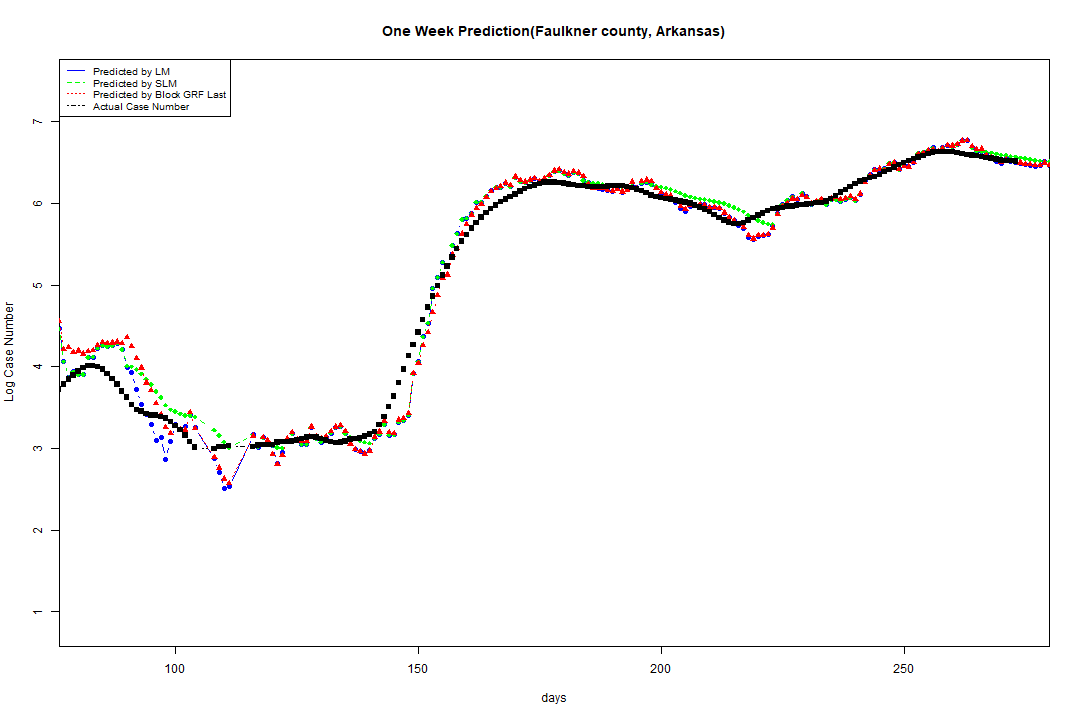 One Week Prediction(Faulkner county, Arkansas)
Predicted by LM
Predicted by SLM
Predicted by Block GRF Last
Actual Case Number
Log Case Number
7
6
5
4
3
2
1
100 150 200 250
days